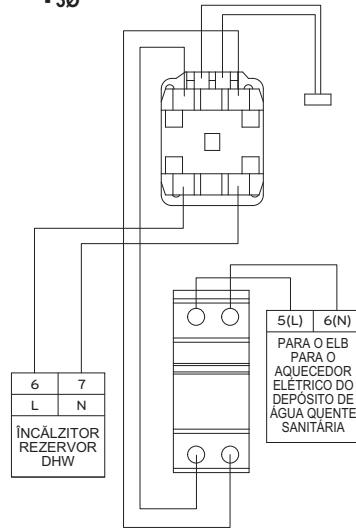 - 3Ø
5(L) 6(N)
PARA O ELB
PARA O
AQUECEDOR
ELÉTRICO DO
DEPÓSITO DE
ÁGUA QUENTE
SANITÁRIA
6 7
L N
ÎNCĂLZITOR
REZERVOR
DHW